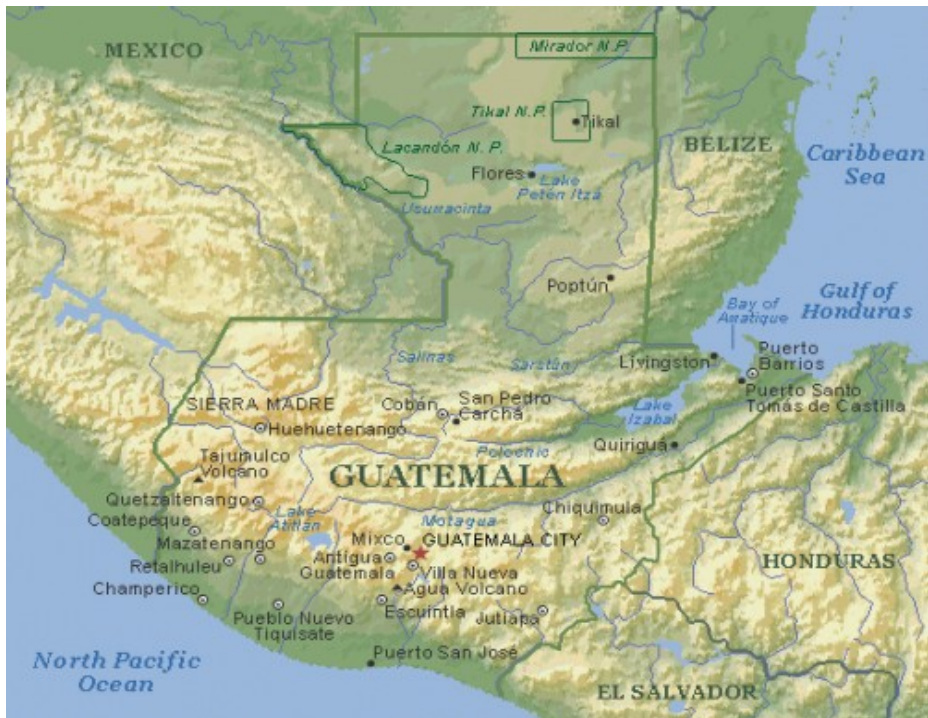 MEXICO
Mirador N.P.
Tikal N.P.
Tikal
Lacandón N.P.
BELIZE
Caribbean
Sea
Flores
Lake
Petén Itzá
Usumacinta
Poptún
Gulf of
Honduras
Bay of
Amatique
Salinas
Sarstún
Livingston
Puerto
Barrios
Puerto Santo
Tomás de Castilla
SIERRA MADRE
Cobán
San Pedro
Carchá
Lake
Izabal
Huehuetenango
Quiriguá
Polochic
Tajumulco
Volcano
GUATEMALA
Quetzaltenango
Lake
Atitlan
Motagua
Chiquimula
Coatepeque
Mazatenango
Mixco
GUATEMALA CITY
Retalhuleu
Antigua
Guatemala
Villa Nueva
HONDURAS
Champerico
Agua Volcano
Escuintla
Jutiapa
Pueblo Nuevo
Tiquisate
Puerto San José
North Pacific
Ocean
EL SALVADOR